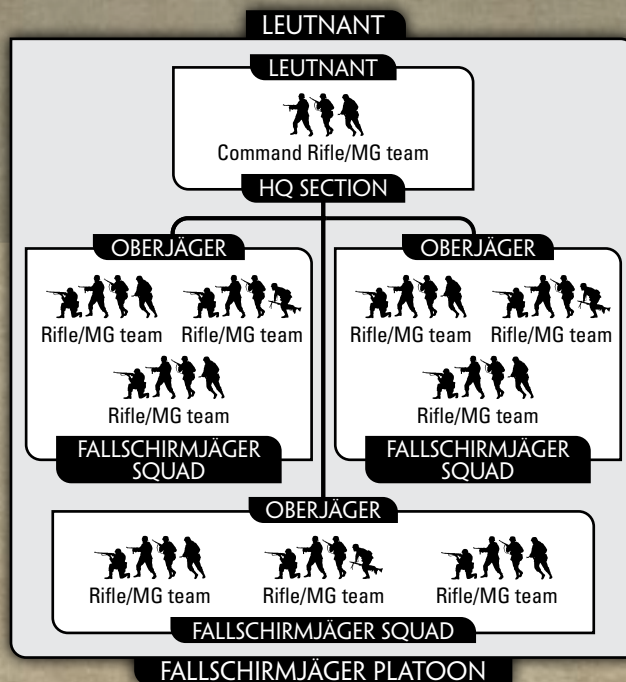 LEUTNANT
LEUTNANT
Command Rifle/MG team
HQ SECTION
OBERJÄGER
Rifle/MG team Rifle/MG team
Rifle/MG team
FALLSCHIRMJÄGER
SQUAD
OBERJÄGER
Rifle/MG team Rifle/MG team
Rifle/MG team
FALLSCHIRMJÄGER
SQUAD
OBERJÄGER
Rifle/MG team Rifle/MG team Rifle/MG team
FALLSCHIRMJÄGER SQUAD
FALLSCHIRMJÄGER PLATOON